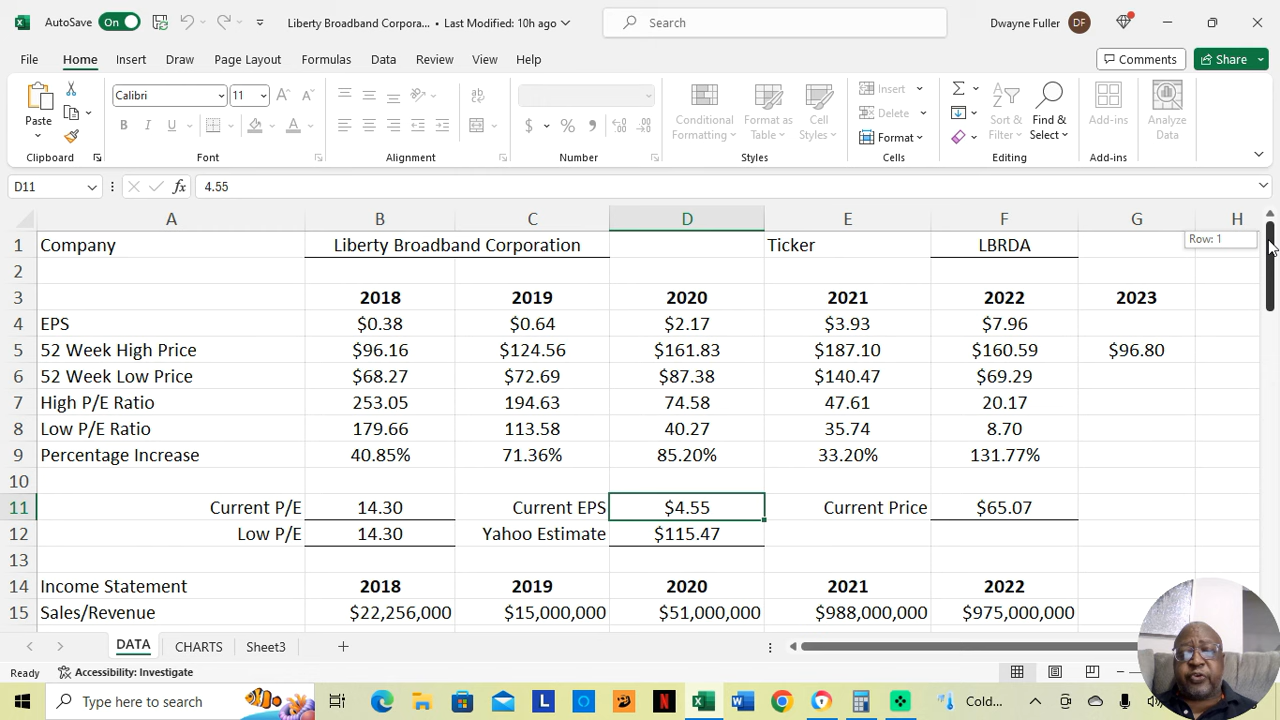 AutoSave On Liberty Broadband Corpora... • Last Modified: 10h ago Search Dwayne Fuller DF
File Home Insert Draw Page Layout Formulas Data Review View Help Comments Share
Paste Calibri 11 Conditional Formatting Format as Table Cell Styles Insert Delete Format Sort & Filter Find & Select Add-ins Analyze Data
Clipboard Font Alignment Number Styles Cells Editing Add-ins Analysis
D11 fx 4.55
A B C D E F G H
1 Company Liberty Broadband Corporation Ticker LBRDA Row: 1
2
3 2018 2019 2020 2021 2022 2023
4 EPS $0.38 $0.64 $2.17 $3.93 $7.96
5 52 Week High Price $96.16 $124.56 $161.83 $187.10 $160.59 $96.80
6 52 Week Low Price $68.27 $72.69 $87.38 $140.47 $69.29
7 High P/E Ratio 253.05 194.63 74.58 47.61 20.17
8 Low P/E Ratio 179.66 113.58 40.27 35.74 8.70
9 Percentage Increase 40.85% 71.36% 85.20% 33.20% 131.77%
10
11 Current P/E 14.30 Current EPS $4.55 Current Price $65.07
12 Low P/E 14.30 Yahoo Estimate $115.47
13
14 Income Statement 2018 2019 2020 2021 2022
15 Sales/Revenue $22,256,000 $15,000,000 $51,000,000 $988,000,000 $975,000,000
DATA CHARTS Sheet3
Ready Accessibility: Investigate
Type here to search Cold...